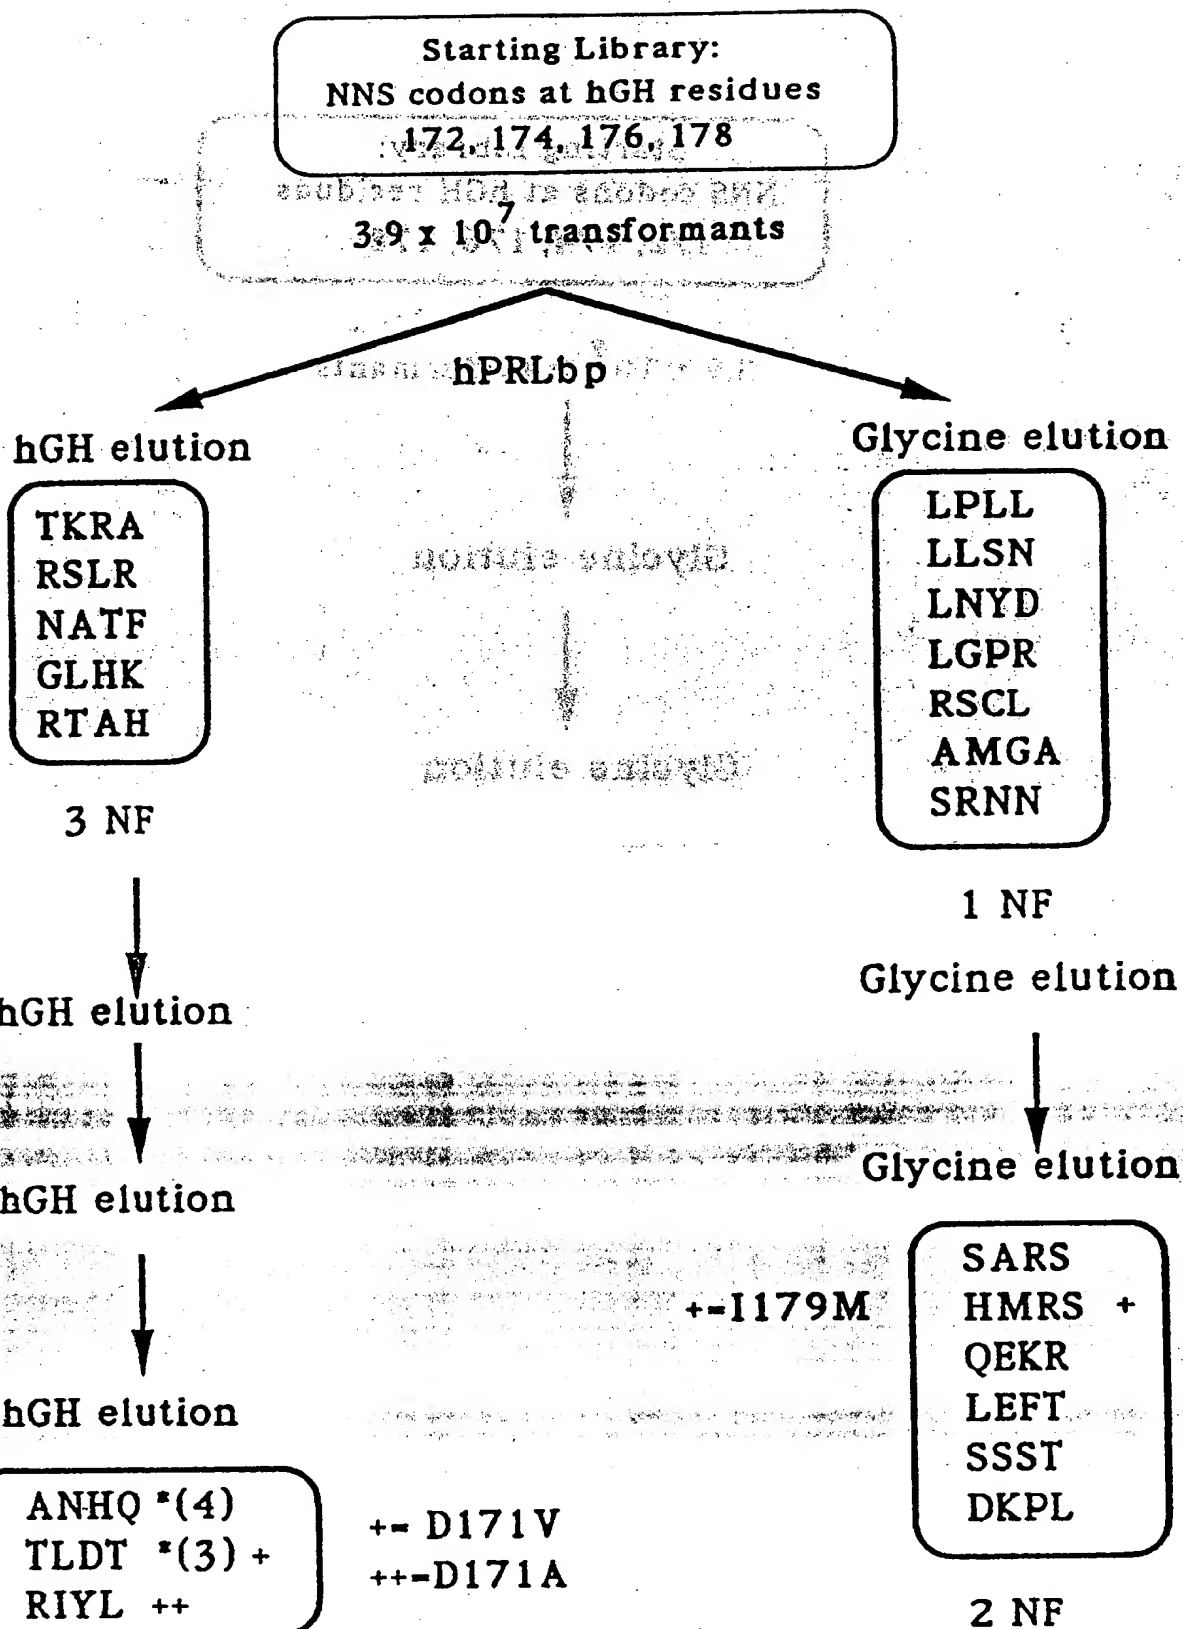 Starting Library:
NNS codons at hGH residues
172, 174, 176, 178
3.9 x 10^7 transformants
hPRLbp
hGH elution
TKRA
RSLR
NATF
GLHK
RTAH
3 NF
hGH elution
hGH elution
hGH elution
ANHQ *(4)
TLDT *(3) +
RIYL ++
+= D171V
++=D171A
Glycine elution
LPLL
LLSN
LNYD
LGPR
RSCL
AMGA
SRNN
1 NF
Glycine elution
Glycine elution
+=I179M
SARS
HMRS +
QEKR
LEFT
SSST
DKPL
2 NF